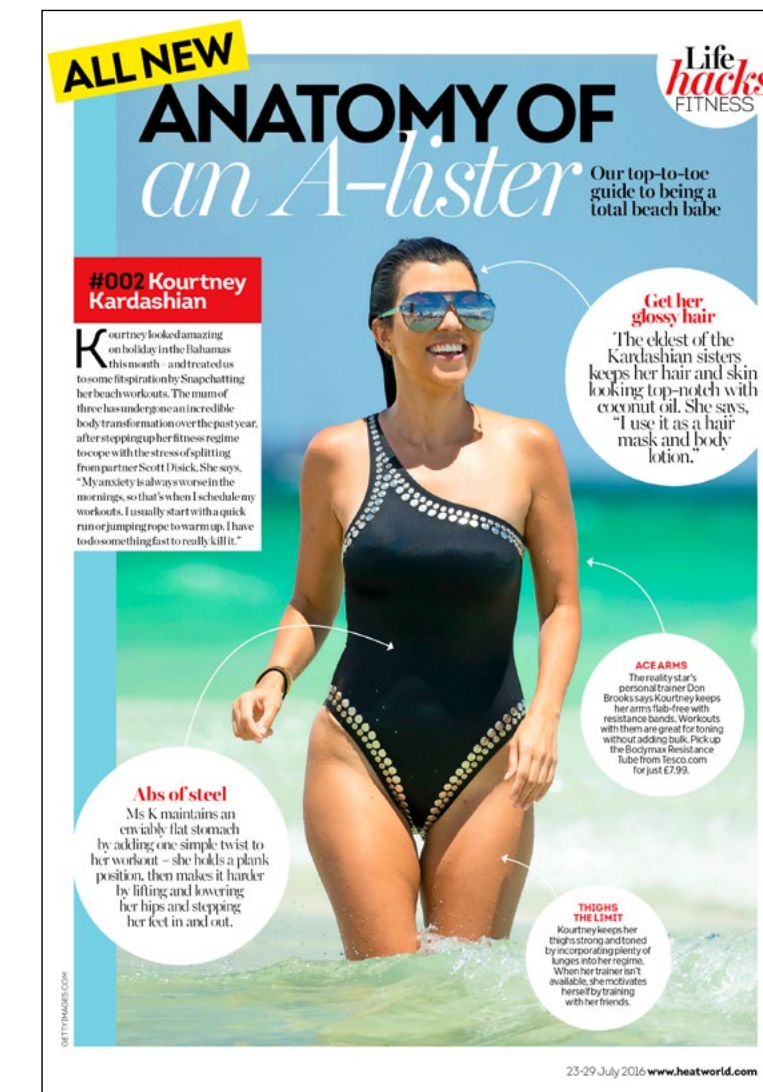 ALL NEW
ANATOMY OF
an A-lister
Our top-to-toe
guide to being a
total beach babe
Life
hacks
FITNESS
#002 Kourtney
Kardashian
Kourtney looked amazing
on holiday in the Bahamas
this month – and treated us
to some fitspiration by Snapchatting
her beach workouts. The mum of
three has undergone an incredible
body transformation over the past year,
after stepping up her fitness regime
to cope with the stress of splitting
from partner Scott Disick. She says,
“My anxiety is always worse in the
mornings, so that’s when I schedule my
workouts. I usually start with a quick
run or jumping rope to warm up. I have
to do something fast to really kill it.”
Get her
glossy hair
The eldest of the
Kardashian sisters
keeps her hair and skin
looking top-notch with
coconut oil. She says,
“I use it as a hair
mask and body
lotion.”
ACE ARMS
The reality star’s
personal trainer Don
Brooks says Kourtney keeps
her arms flab-free with
resistance bands. Workouts
with them are great for toning
without adding bulk. Pick up
the Bodymax Resistance
Tube from Tesco.com
for just £7.99.
Abs of steel
Ms K maintains an
enviably flat stomach
by adding one simple twist to
her workout – she holds a plank
position, then makes it harder
by lifting and lowering
her hips and stepping
her feet in and out.
THIGHS
THE LIMIT
Kourtney keeps her
thighs strong and toned
by incorporating plenty of
lunges into her regime.
When her trainer isn’t
available, she motivates
herself by training
with her friends.
GETTYIMAGES.COM
23-29 July 2016 www.heatworld.com